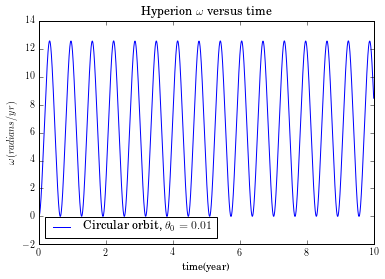 Hyperion ω versus time
14
12
10
8
6
4
2
0
−2
ω(radians/yr)
Circular orbit, θ₀ = 0.01
0 2 4 6 8 10
time(year)